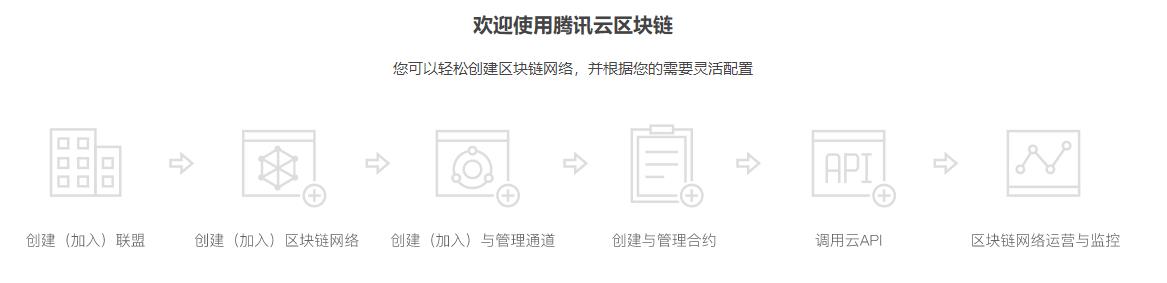 欢迎使用腾讯云区块链
您可以轻松创建区块链网络，并根据您的需要灵活配置
API
创建（加入）联盟
创建（加入）区块链网络
创建（加入）与管理通道
创建与管理合约
调用云API
区块链网络运营与监控